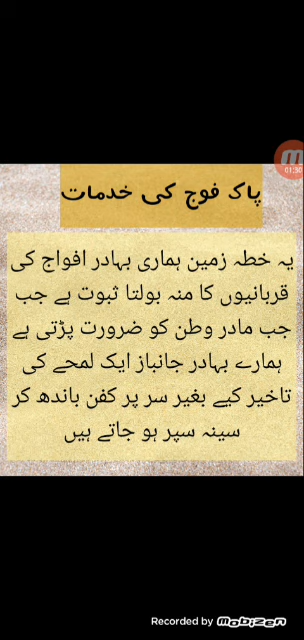 01:30
پاک فوج کی خدمات
یہ خطہ زمین ہماری بہادر افواج کی
قربانیوں کا منہ بولتا ثبوت ہے جب
جب مادر وطن کو ضرورت پڑتی ہے
ہمارے بہادر جانباز ایک لمحے کی
تاخیر کیے بغیر سر پر کفن باندھ کر
سینہ سپر ہو جاتے ہیں
Recorded by Mobizen